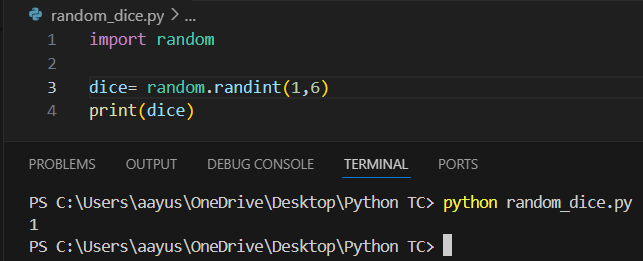 random_dice.py > ...
1 import random
2
3 dice= random.randint(1,6)
4 print(dice)
PROBLEMS OUTPUT DEBUG CONSOLE TERMINAL PORTS
PS C:\Users\aayus\OneDrive\Desktop\Python TC> python random_dice.py
1
PS C:\Users\aayus\OneDrive\Desktop\Python TC>